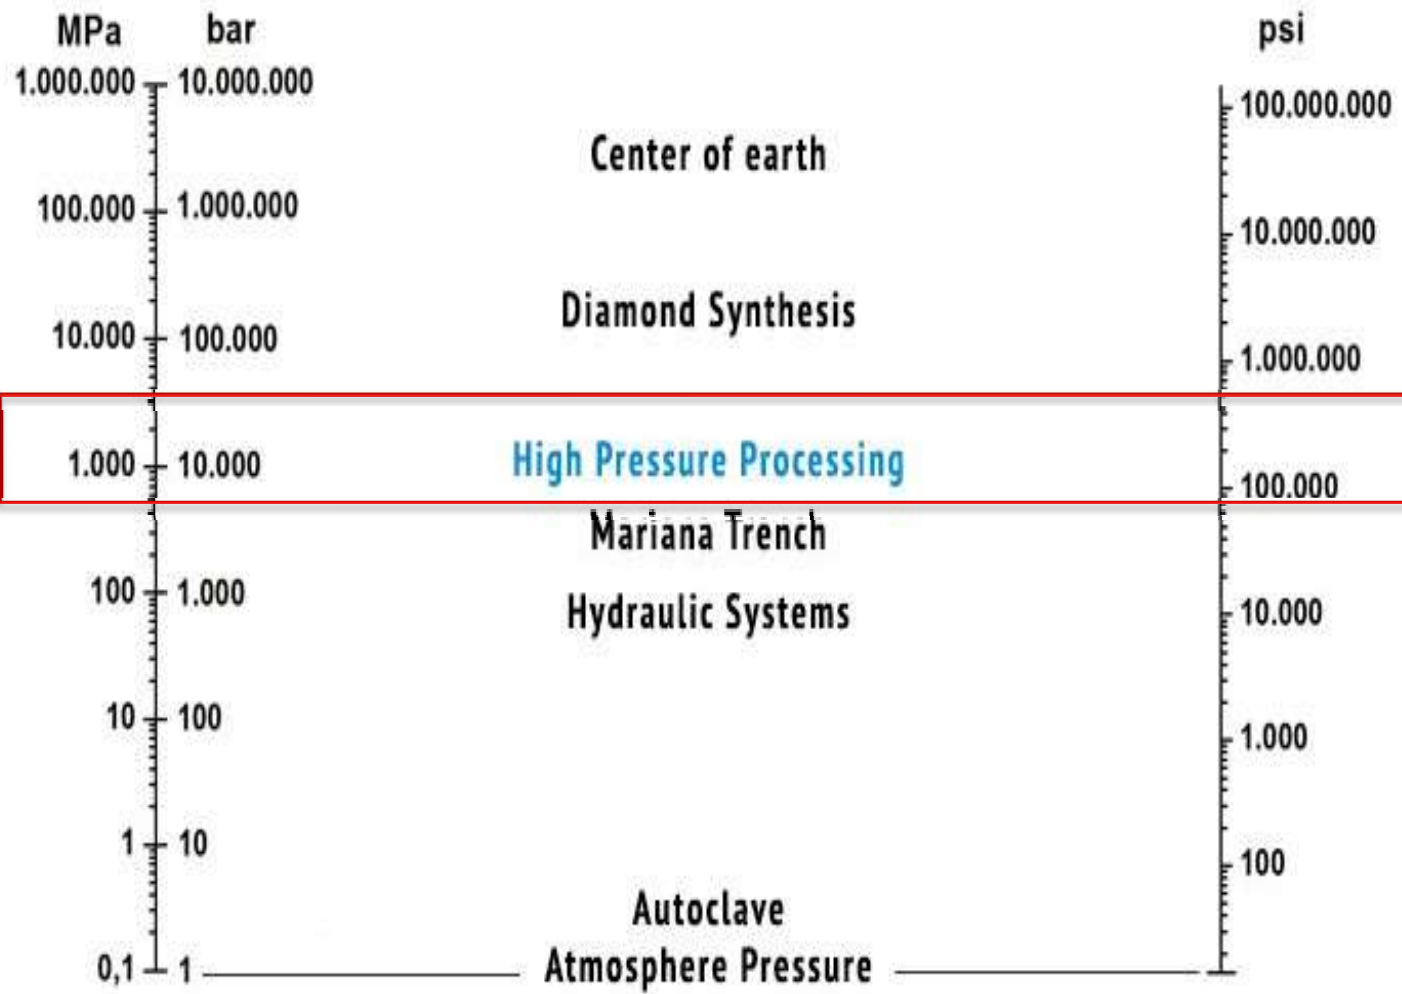 MPa bar psi
1.000.000 10.000.000
100.000.000
Center of earth
100.000 1.000.000
10.000.000
Diamond Synthesis
10.000 100.000
1.000.000
High Pressure Processing
1.000 10.000
100.000
Mariana Trench
100 1.000
Hydraulic Systems
10.000
10 100
1.000
1 10
100
Autoclave
0,1 1 Atmosphere Pressure